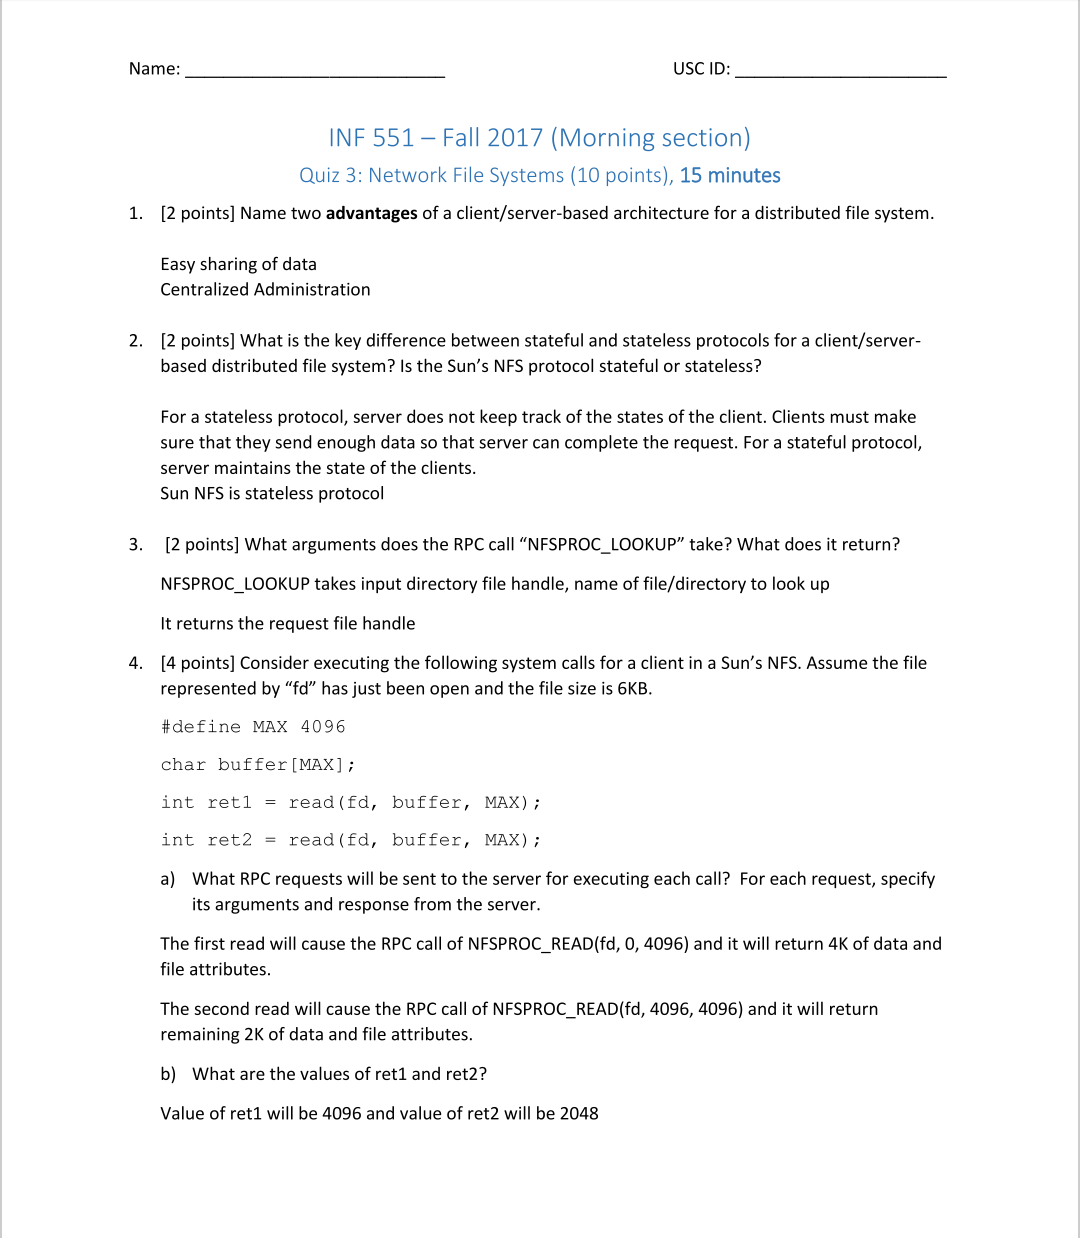 Name: ___________________________ USC ID: ______________________
INF 551 – Fall 2017 (Morning section)
Quiz 3: Network File Systems (10 points), 15 minutes
1. [2 points] Name two advantages of a client/server-based architecture for a distributed file system.
Easy sharing of data
Centralized Administration
2. [2 points] What is the key difference between stateful and stateless protocols for a client/server-
based distributed file system? Is the Sun’s NFS protocol stateful or stateless?
For a stateless protocol, server does not keep track of the states of the client. Clients must make
sure that they send enough data so that server can complete the request. For a stateful protocol,
server maintains the state of the clients.
Sun NFS is stateless protocol
3. [2 points] What arguments does the RPC call “NFSPROC_LOOKUP” take? What does it return?
NFSPROC_LOOKUP takes input directory file handle, name of file/directory to look up
It returns the request file handle
4. [4 points] Consider executing the following system calls for a client in a Sun’s NFS. Assume the file
represented by “fd” has just been open and the file size is 6KB.
#define MAX 4096
char buffer[MAX];
int ret1 = read(fd, buffer, MAX);
int ret2 = read(fd, buffer, MAX);
a) What RPC requests will be sent to the server for executing each call? For each request, specify
its arguments and response from the server.
The first read will cause the RPC call of NFSPROC_READ(fd, 0, 4096) and it will return 4K of data and
file attributes.
The second read will cause the RPC call of NFSPROC_READ(fd, 4096, 4096) and it will return
remaining 2K of data and file attributes.
b) What are the values of ret1 and ret2?
Value of ret1 will be 4096 and value of ret2 will be 2048